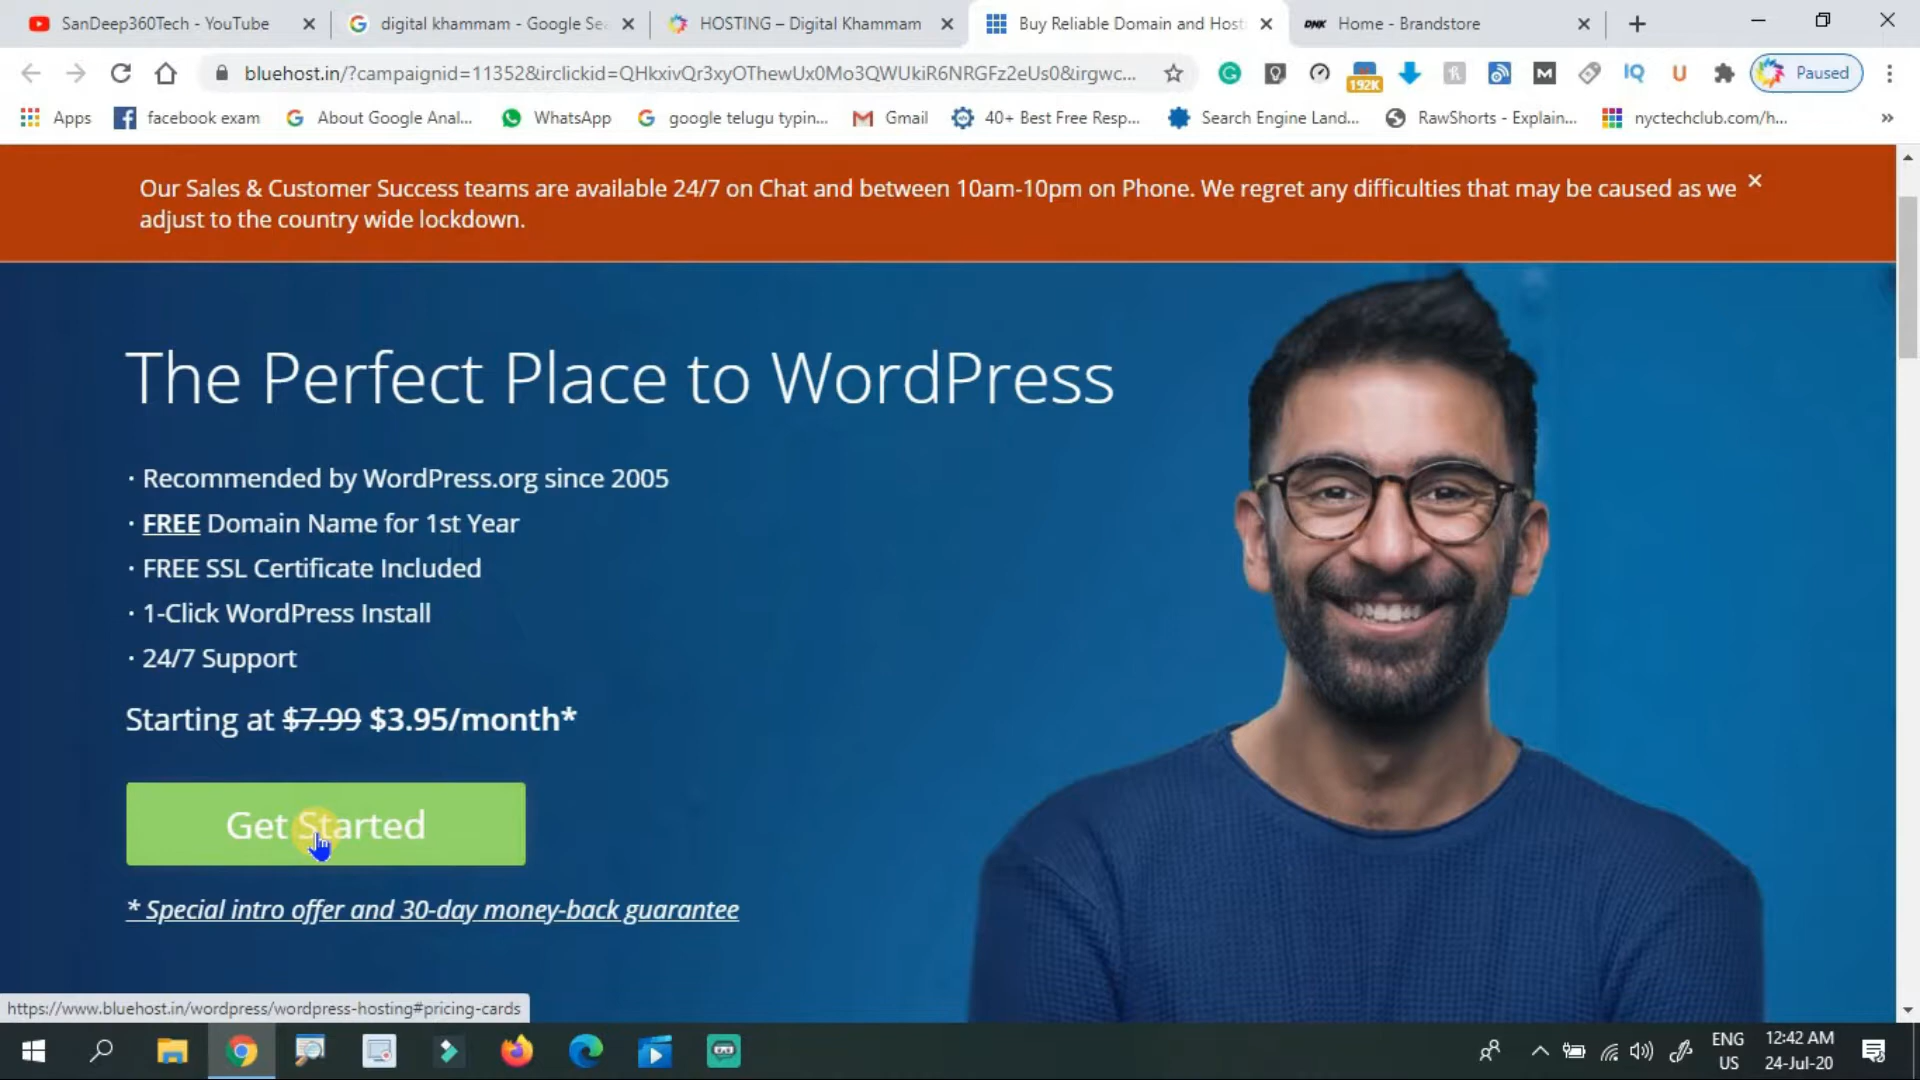 SanDeep360Tech - YouTube
digital khammam - Google Sea
HOSTING – Digital Khammam
Buy Reliable Domain and Hosti
DNK Home - Brandstore
bluehost.in/?campaignid=11352&irclickid=QHkxivQr3xyOThewUx0Mo3QWUkiR6NRGFz2eUs0&irgwc...
192K
M
IQ
U
Paused
Apps
facebook exam
About Google Anal...
WhatsApp
google telugu typin...
Gmail
40+ Best Free Resp...
Search Engine Land...
RawShorts - Explain...
nyctechclub.com/h...
Our Sales & Customer Success teams are available 24/7 on Chat and between 10am-10pm on Phone. We regret any difficulties that may be caused as we
adjust to the country wide lockdown.
The Perfect Place to WordPress
· Recommended by WordPress.org since 2005
· FREE Domain Name for 1st Year
· FREE SSL Certificate Included
· 1-Click WordPress Install
· 24/7 Support
Starting at $7.99 $3.95/month*
Get Started
* Special intro offer and 30-day money-back guarantee
https://www.bluehost.in/wordpress/wordpress-hosting#pricing-cards
ENG
US
12:42 AM
24-Jul-20